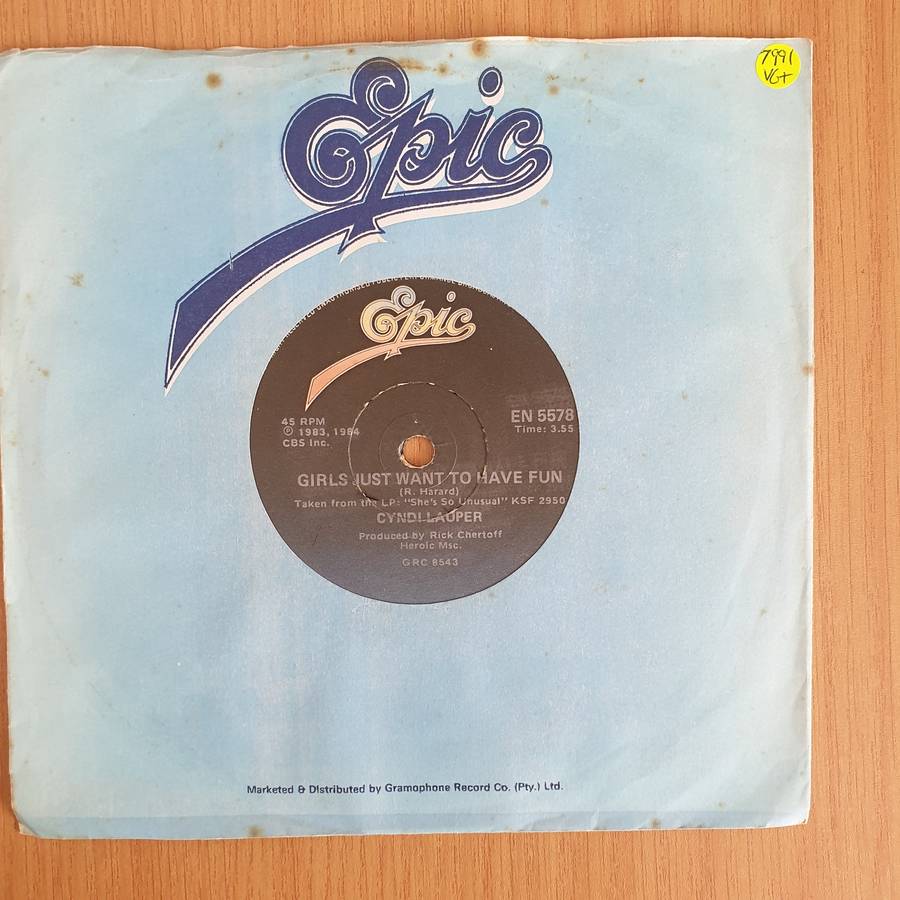 7991
VG+
Epic
Epic
45 RPM
℗ 1983, 1984
CBS Inc.
EN 5578
Time: 3.55
GIRLS JUST WANT TO HAVE FUN
(R. Harard)
Taken from the LP: "She's So Unusual" KSF 2950
CYNDI LAUPER
Produced by Rick Chertoff
Heroic Msc.
GRC 8543
Marketed & Distributed by Gramophone Record Co. (Pty.) Ltd.